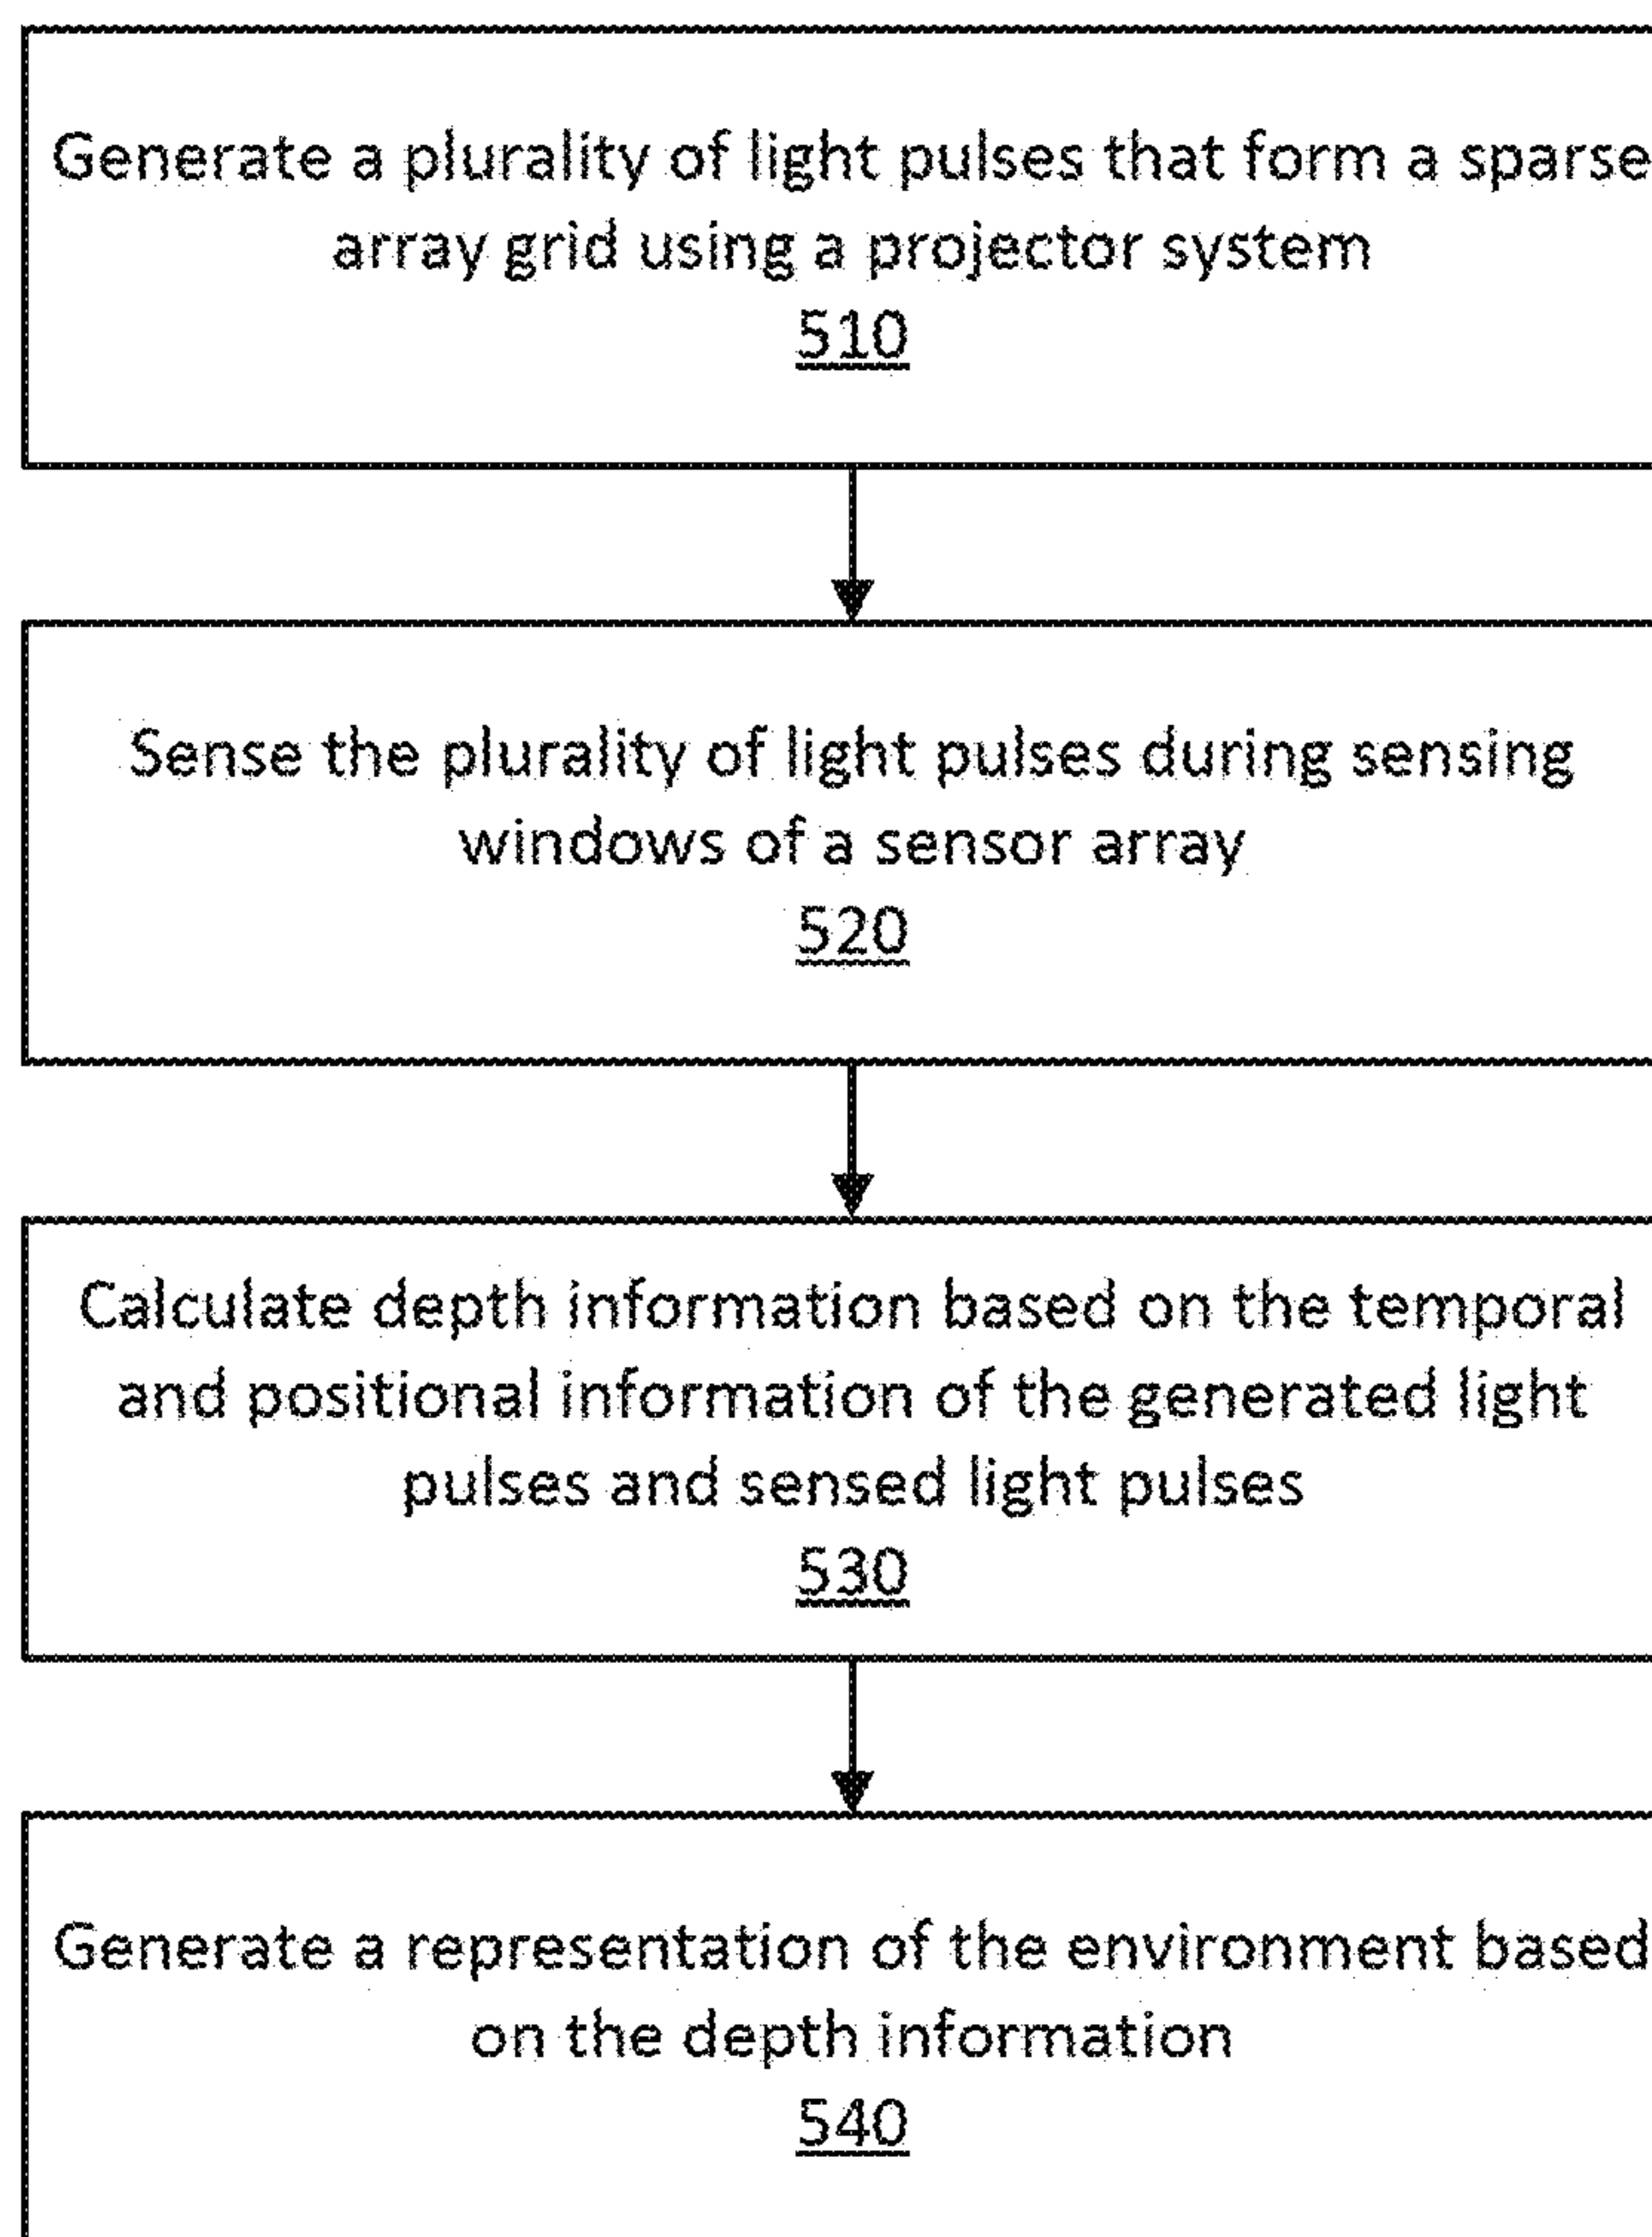 Generate a plurality of light pulses that form a sparse
array grid using a projector system
510
Sense the plurality of light pulses during sensing
windows of a sensor array
520
Calculate depth information based on the temporal
and positional information of the generated light
pulses and sensed light pulses
530
Generate a representation of the environment based
on the depth information
540